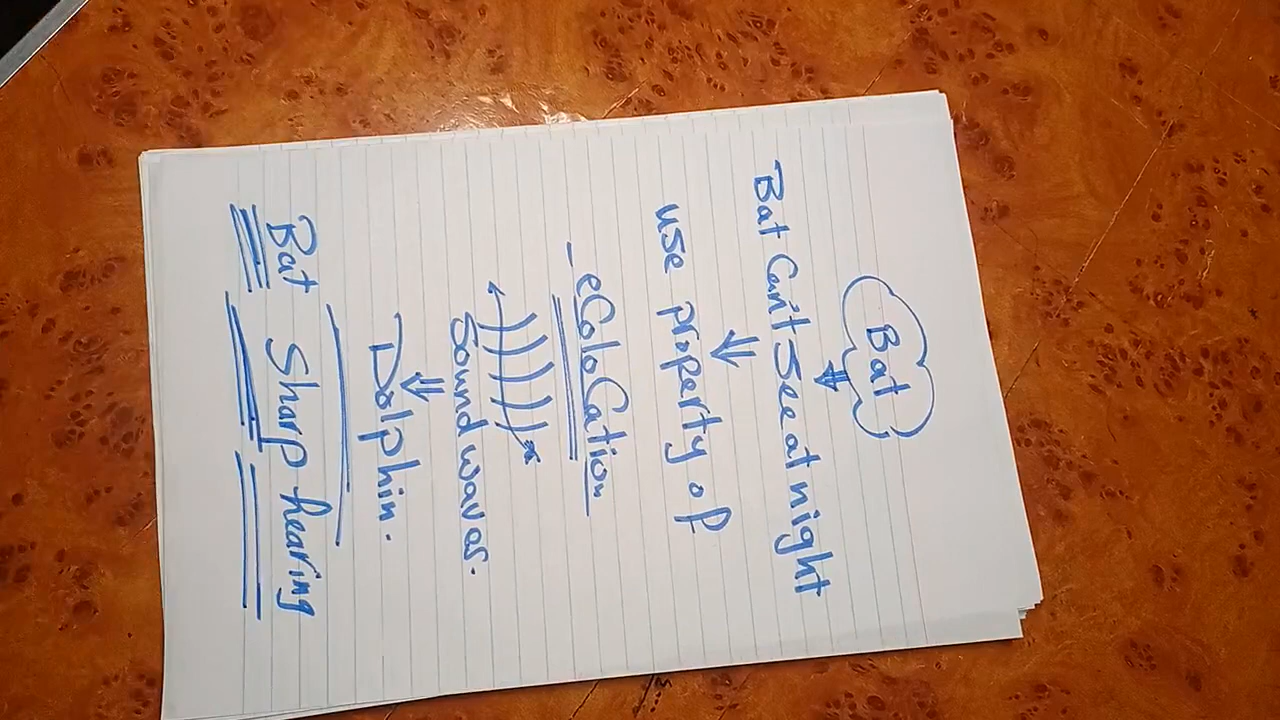 Bat
Bat Can't See at night
use property of
- eColoCation
Sound waves.
Dolphin.
Bat Sharp hearing